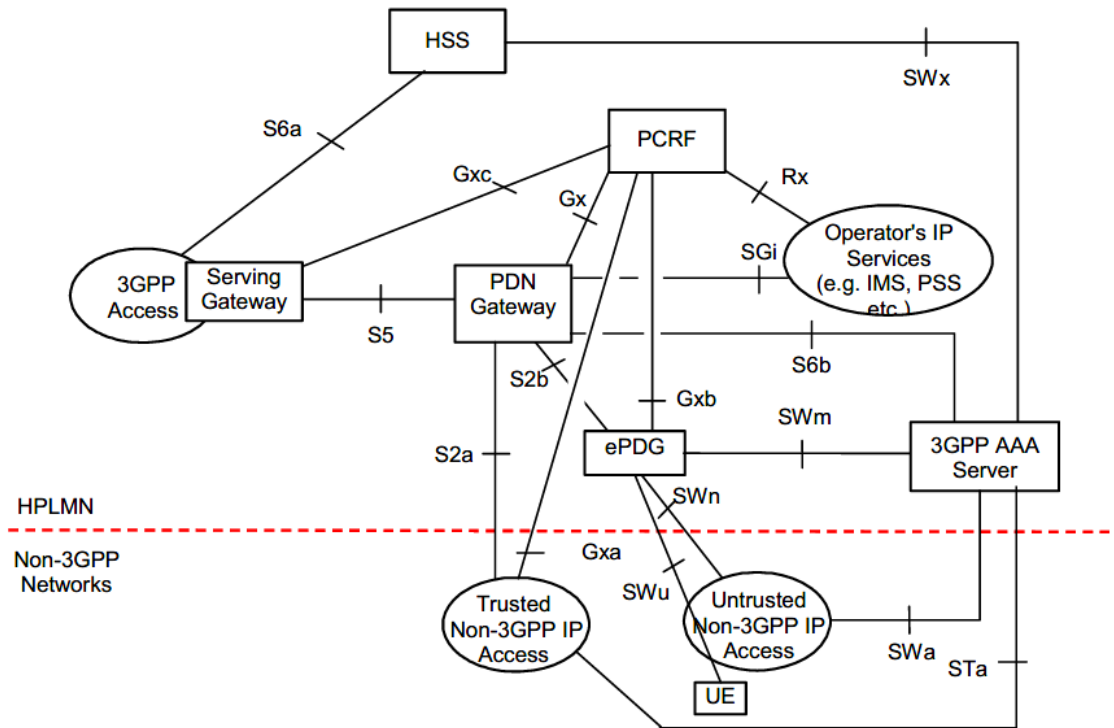 HSS
SWx
S6a
PCRF
Gxc
Gx
Rx
Operator's IP
Services
(e.g. IMS, PSS
etc.)
SGi
3GPP
Access
Serving
Gateway
PDN
Gateway
S5
S6b
S2b
Gxb
SWm
S2a
ePDG
3GPP AAA
Server
SWn
HPLMN
Non-3GPP
Networks
Gxa
SWu
Trusted
Non-3GPP IP
Access
Untrusted
Non-3GPP IP
Access
SWa
STa
UE